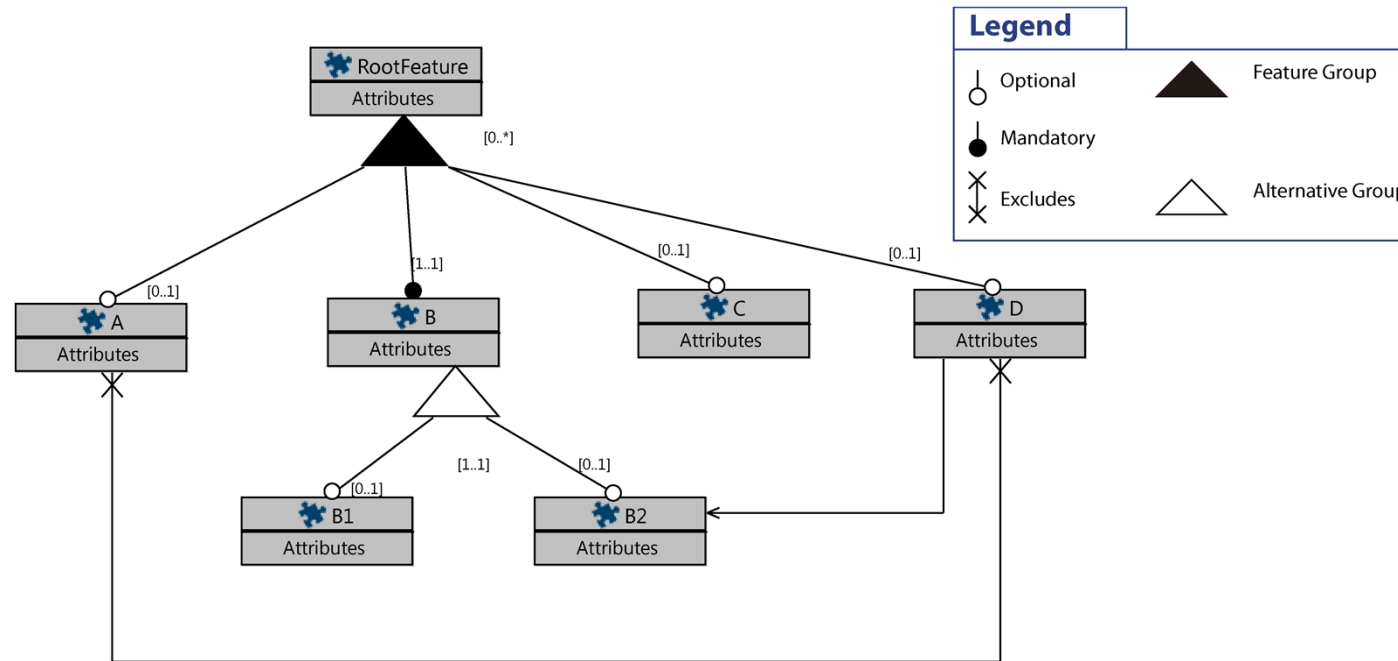 Legend
RootFeature
Attributes
[0..*]
Optional
Feature Group
Mandatory
Excludes
Alternative Group
[0..1]
[1..1]
[0..1]
[0..1]
A
Attributes
B
Attributes
C
Attributes
D
Attributes
[0..1]
[1..1]
[0..1]
B1
Attributes
B2
Attributes